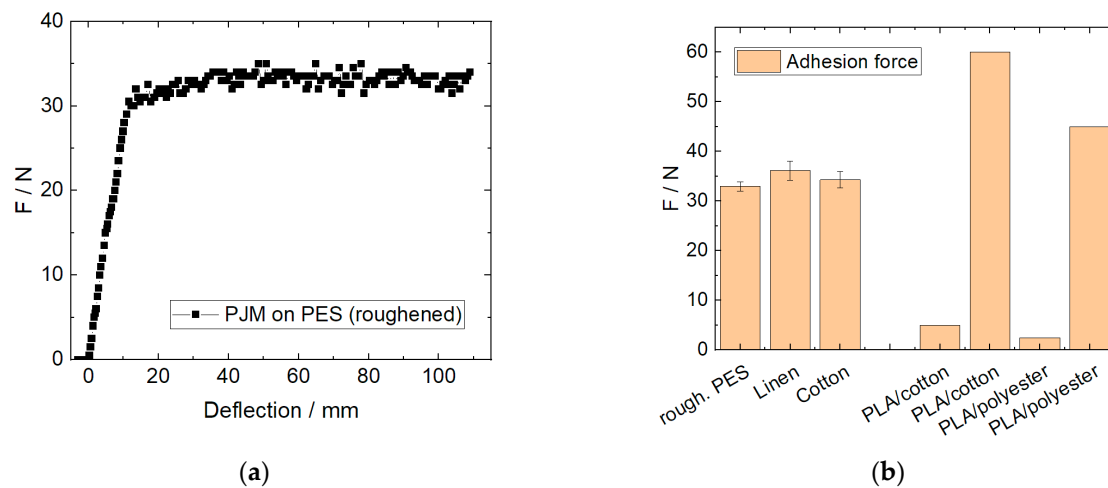 40
30
20
10
0
F / N
PJM on PES (roughened)
0 20 40 60 80 100
Deflection / mm
(a)
60
50
40
30
20
10
0
F / N
Adhesion force
rough. PES
Linen
Cotton
PLA/cotton
PLA/cotton
PLA/polyester
PLA/polyester
(b)